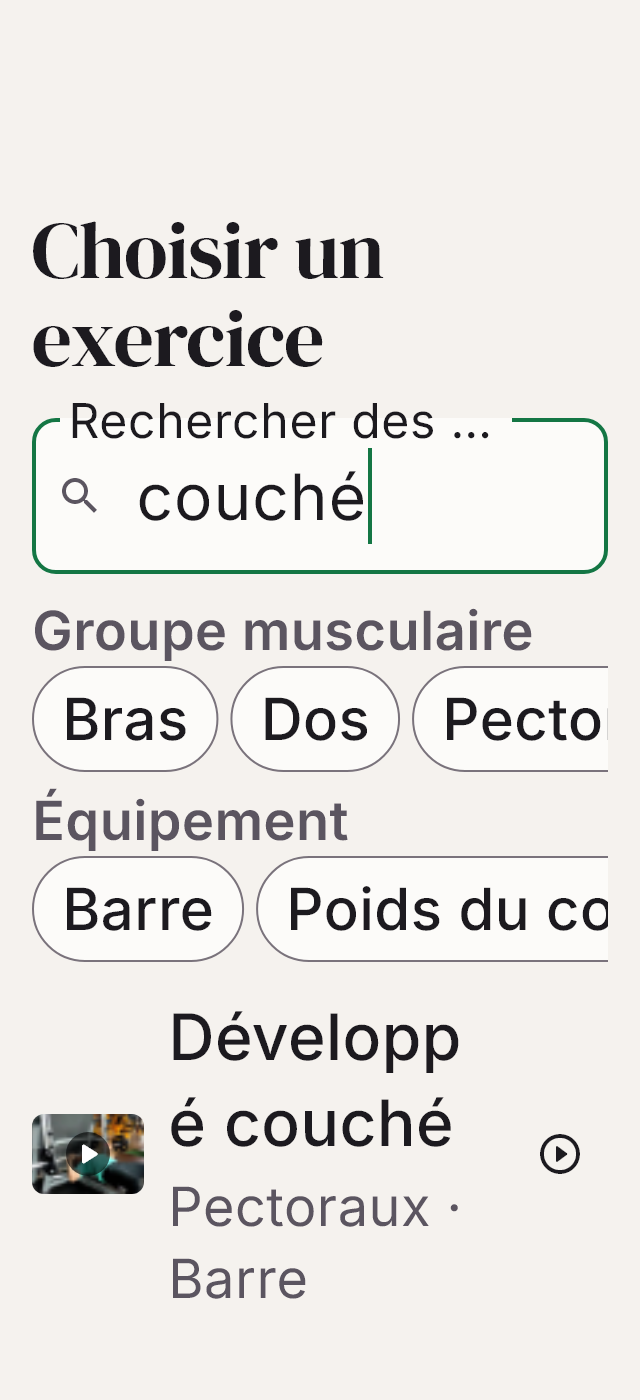 Choisir un
exercice
Rechercher des ...
couché
Groupe musculaire
Bras Dos Pecto
Équipement
Barre Poids du co
Développ
é couché
Pectoraux ·
Barre